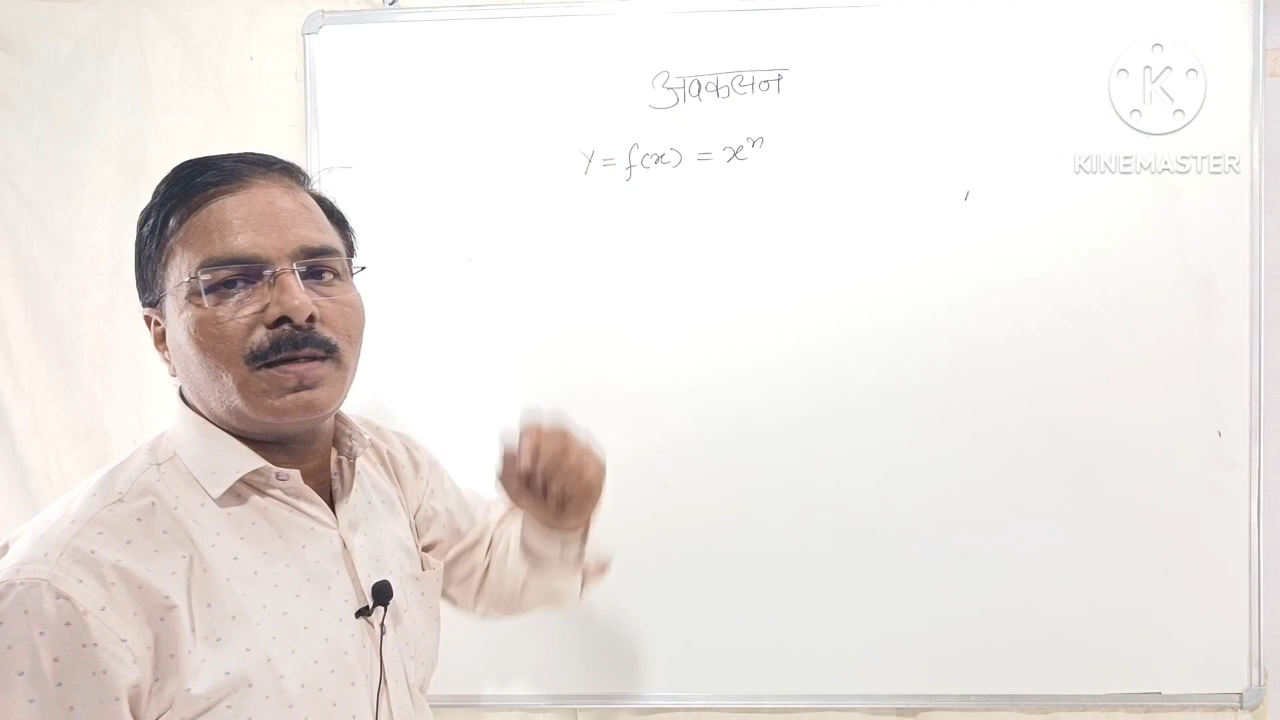 अवकलन
y = f(x) = xⁿ
K
KINEMASTER